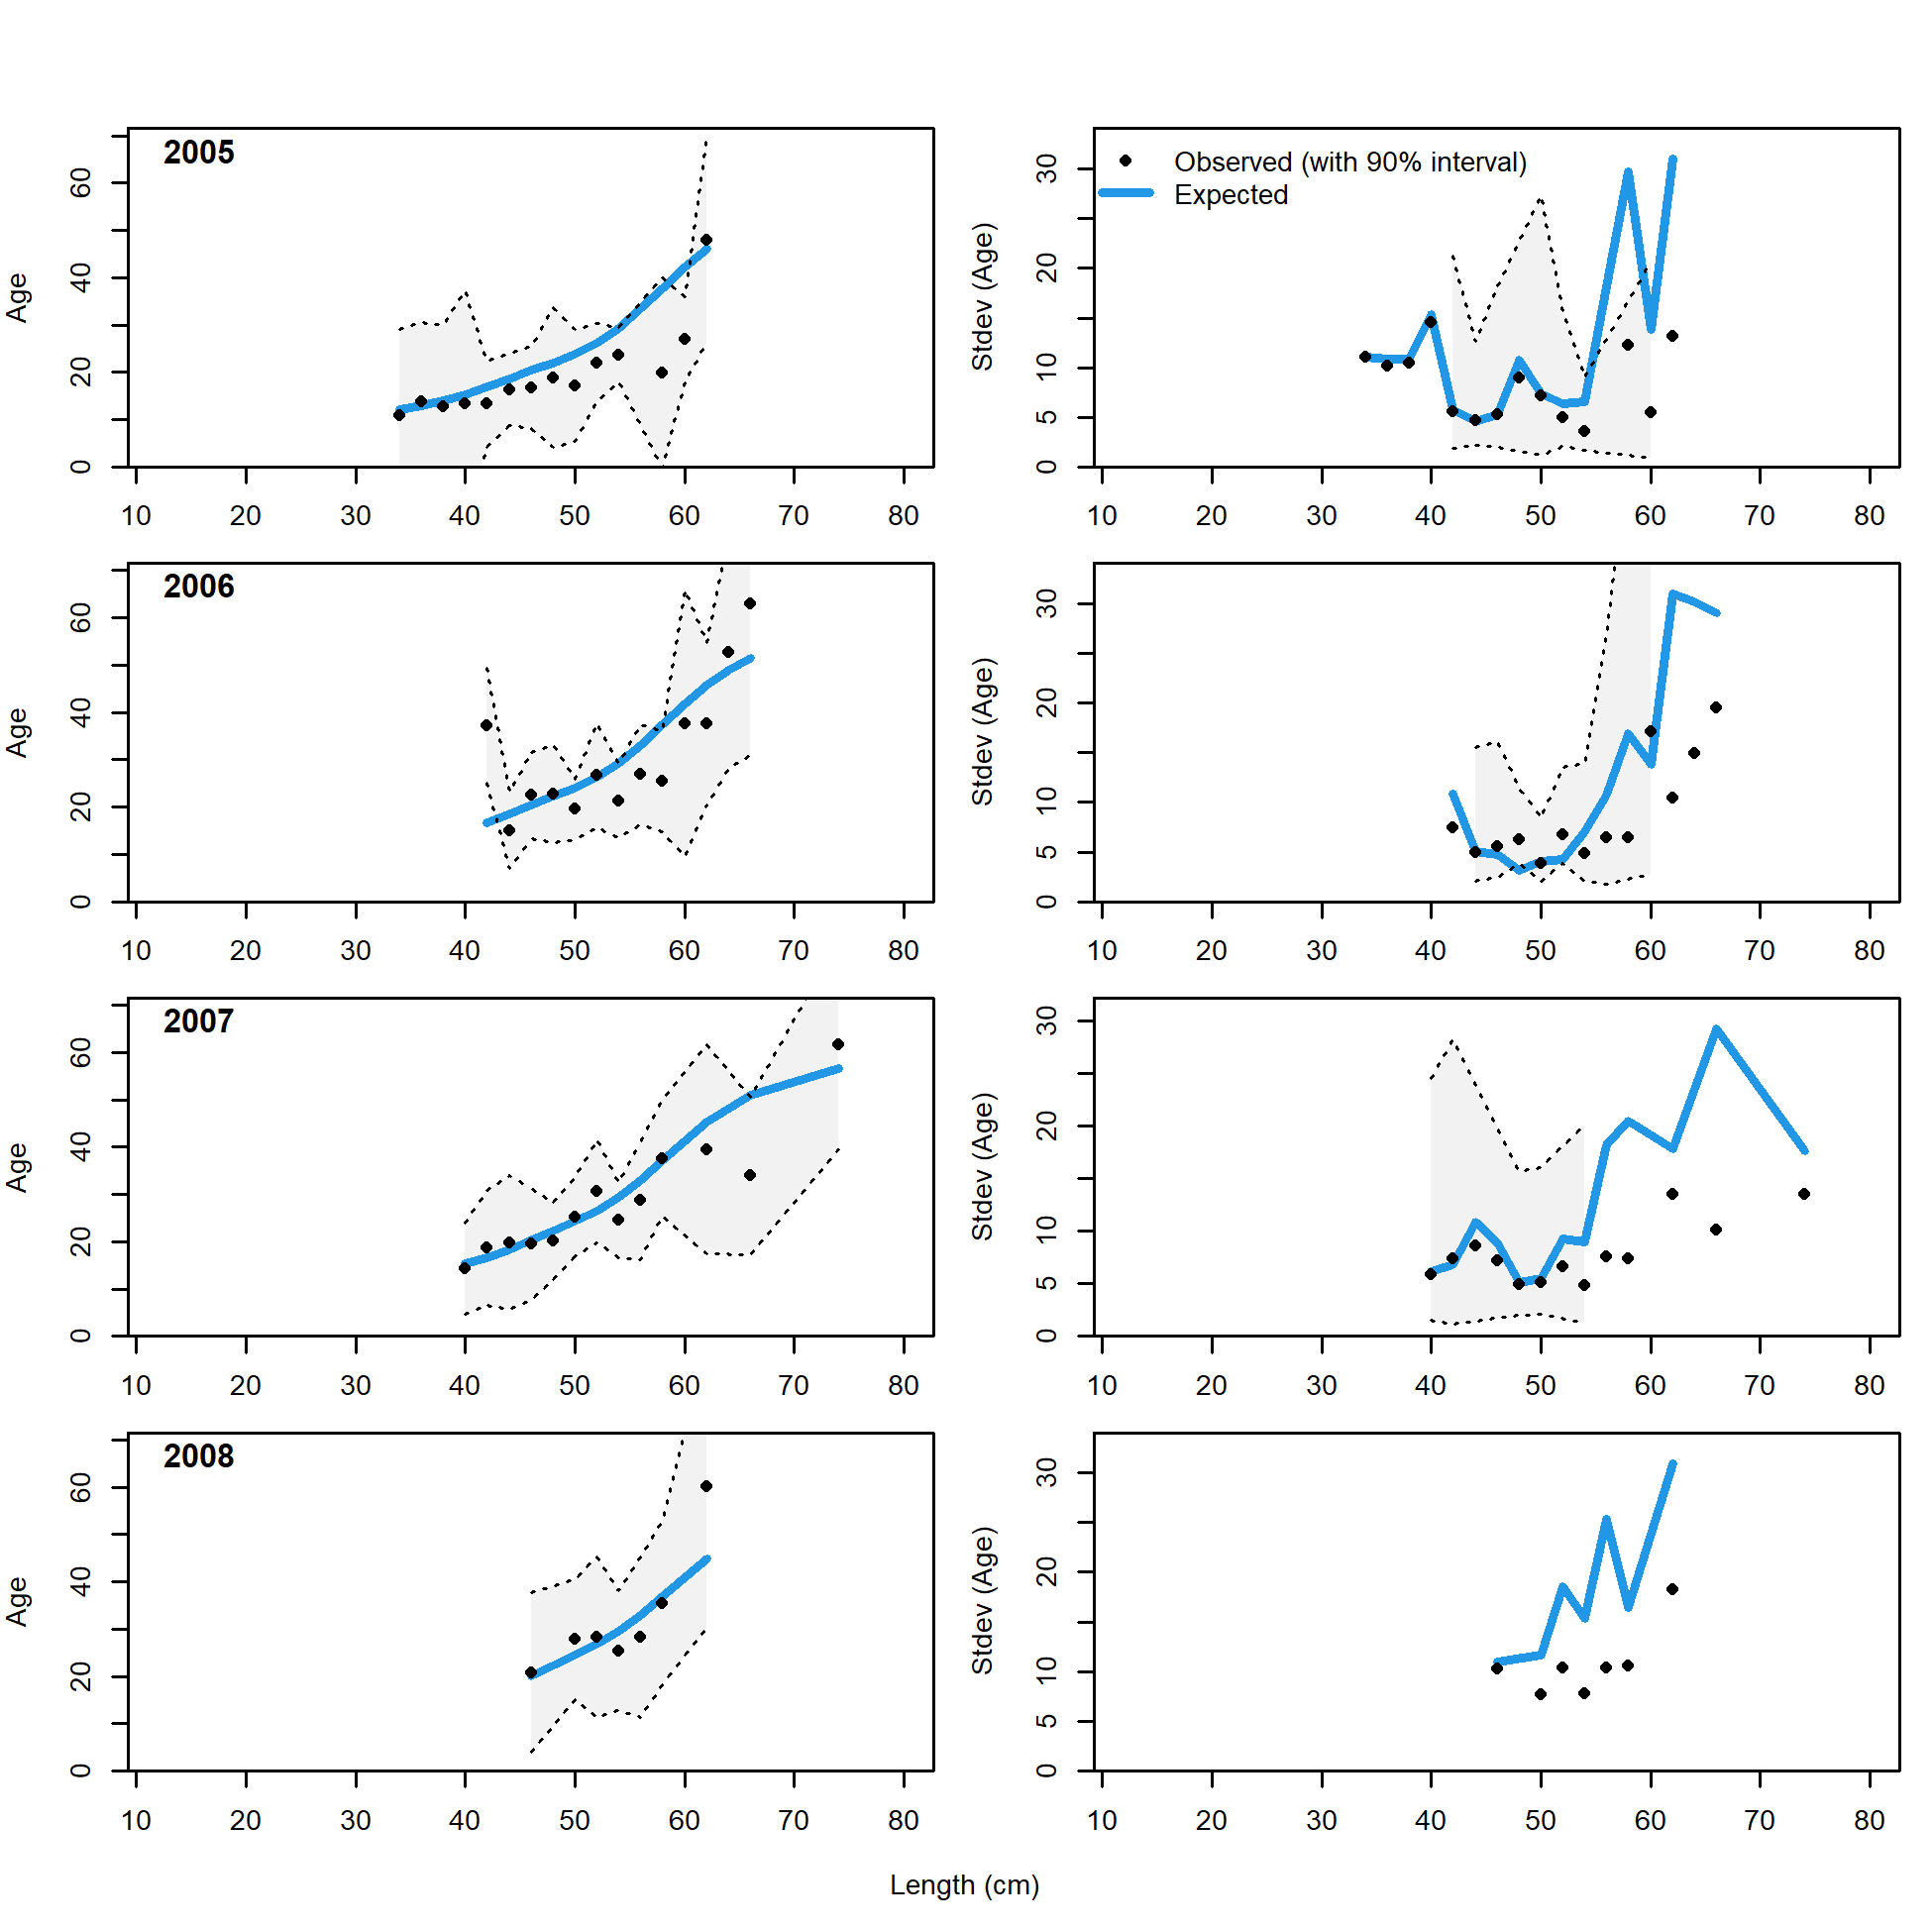 2005
Age
0 20 40 60
10 20 30 40 50 60 70 80
Observed (with 90% interval)
Expected
Stdev (Age)
0 5 10 20 30
10 20 30 40 50 60 70 80
2006
Age
0 20 40 60
10 20 30 40 50 60 70 80
Stdev (Age)
0 5 10 20 30
10 20 30 40 50 60 70 80
2007
Age
0 20 40 60
10 20 30 40 50 60 70 80
Stdev (Age)
0 5 10 20 30
10 20 30 40 50 60 70 80
2008
Age
0 20 40 60
10 20 30 40 50 60 70 80
Stdev (Age)
0 5 10 20 30
10 20 30 40 50 60 70 80
Length (cm)